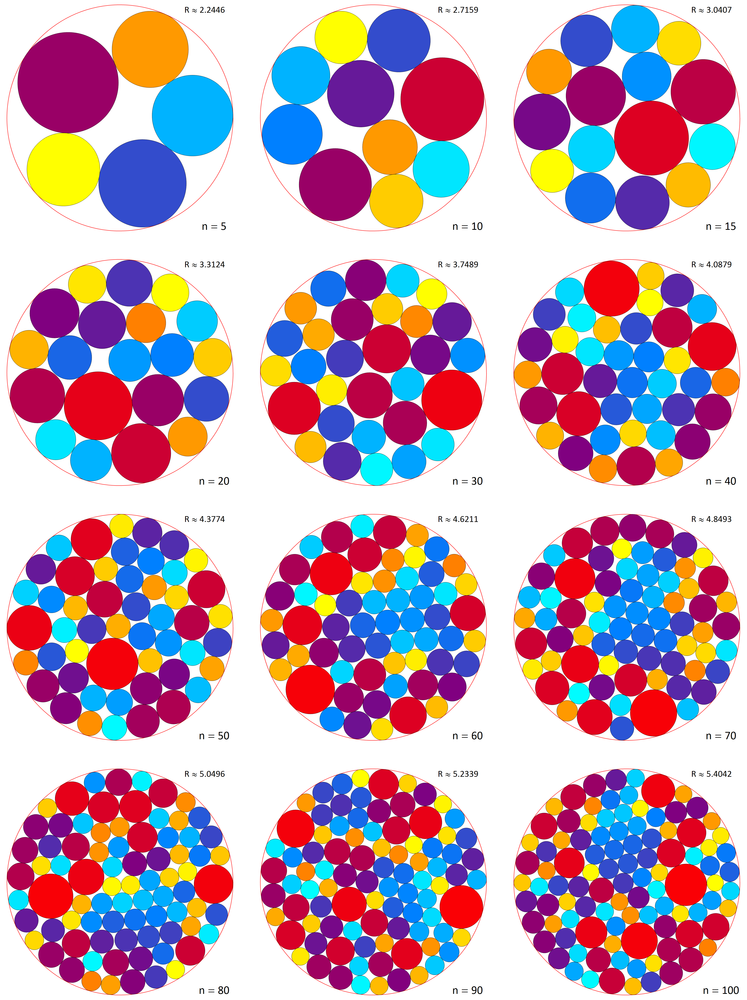 R ≈ 2.2446
n = 5
R ≈ 2.7159
n = 10
R ≈ 3.0407
n = 15
R ≈ 3.3124
n = 20
R ≈ 3.7489
n = 30
R ≈ 4.0879
n = 40
R ≈ 4.3774
n = 50
R ≈ 4.6211
n = 60
R ≈ 4.8493
n = 70
R ≈ 5.0496
n = 80
R ≈ 5.2339
n = 90
R ≈ 5.4042
n = 100